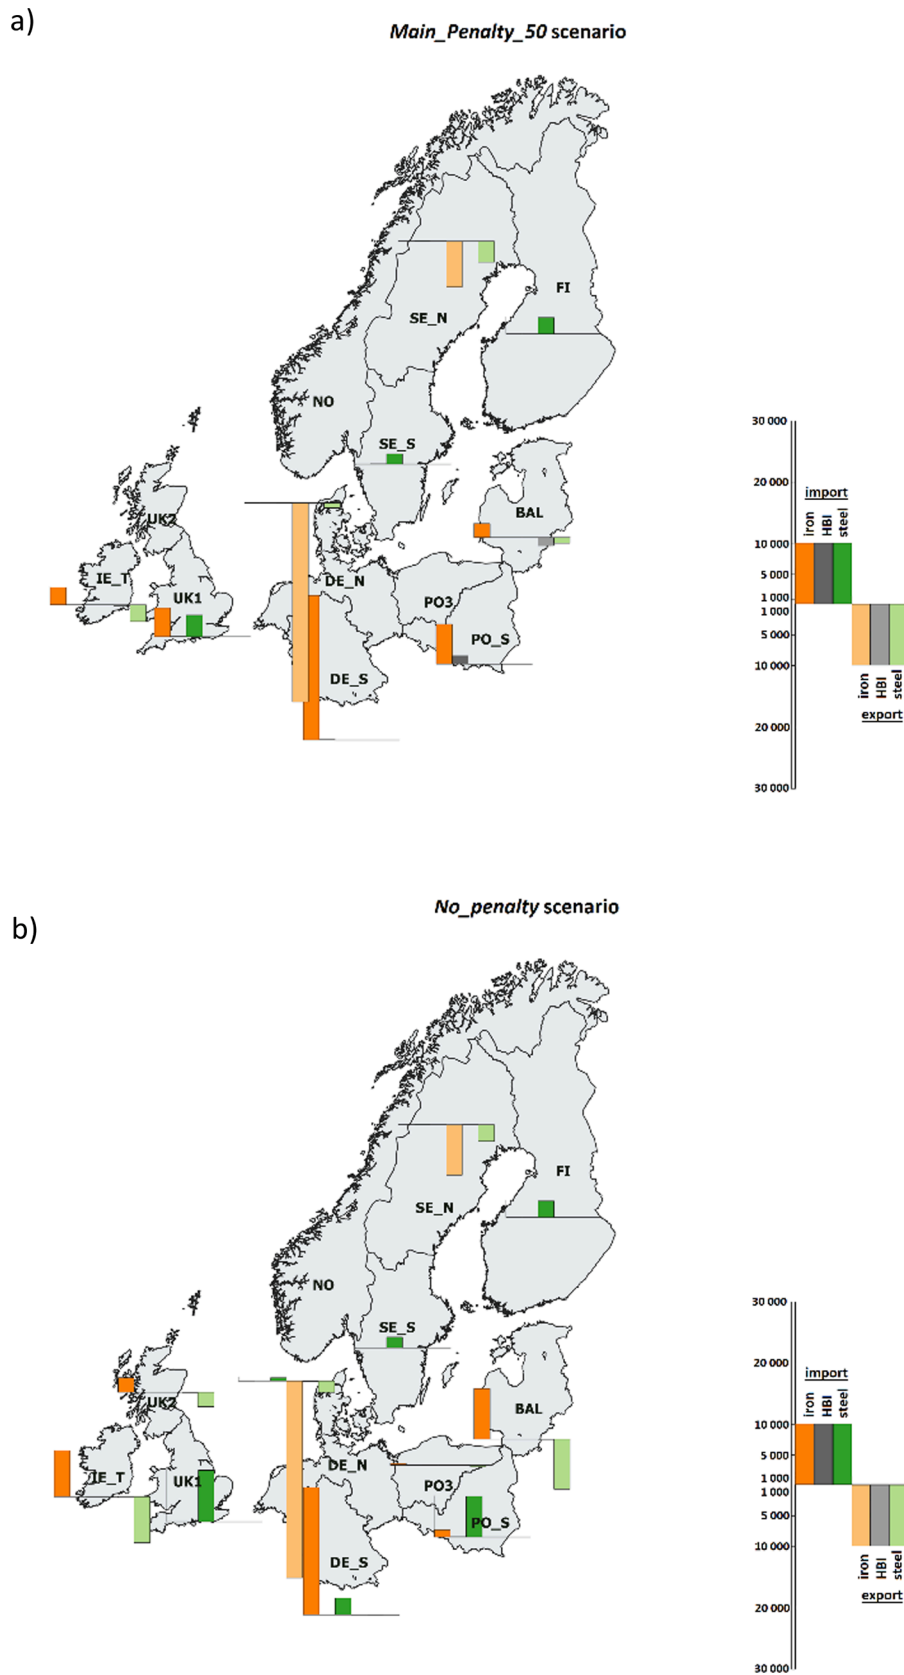 a)
Main_Penalty_50 scenario
FI
SE_N
NO
SE_S
BAL
UK2
IE_T
UK1
DE_N
PO3
PO_S
DE_S
30 000
20 000
import
iron HBI steel
10 000
5 000
1 000
1 000
5 000
10 000
iron HBI steel
export
20 000
30 000
No_penalty scenario
b)
FI
SE_N
NO
SE_S
UK2
BAL
IE_T
UK1
DE_N
PO3
PO_S
DE_S
30 000
20 000
import
iron HBI steel
10 000
5 000
1 000
1 000
5 000
10 000
iron HBI steel
export
20 000
30 000